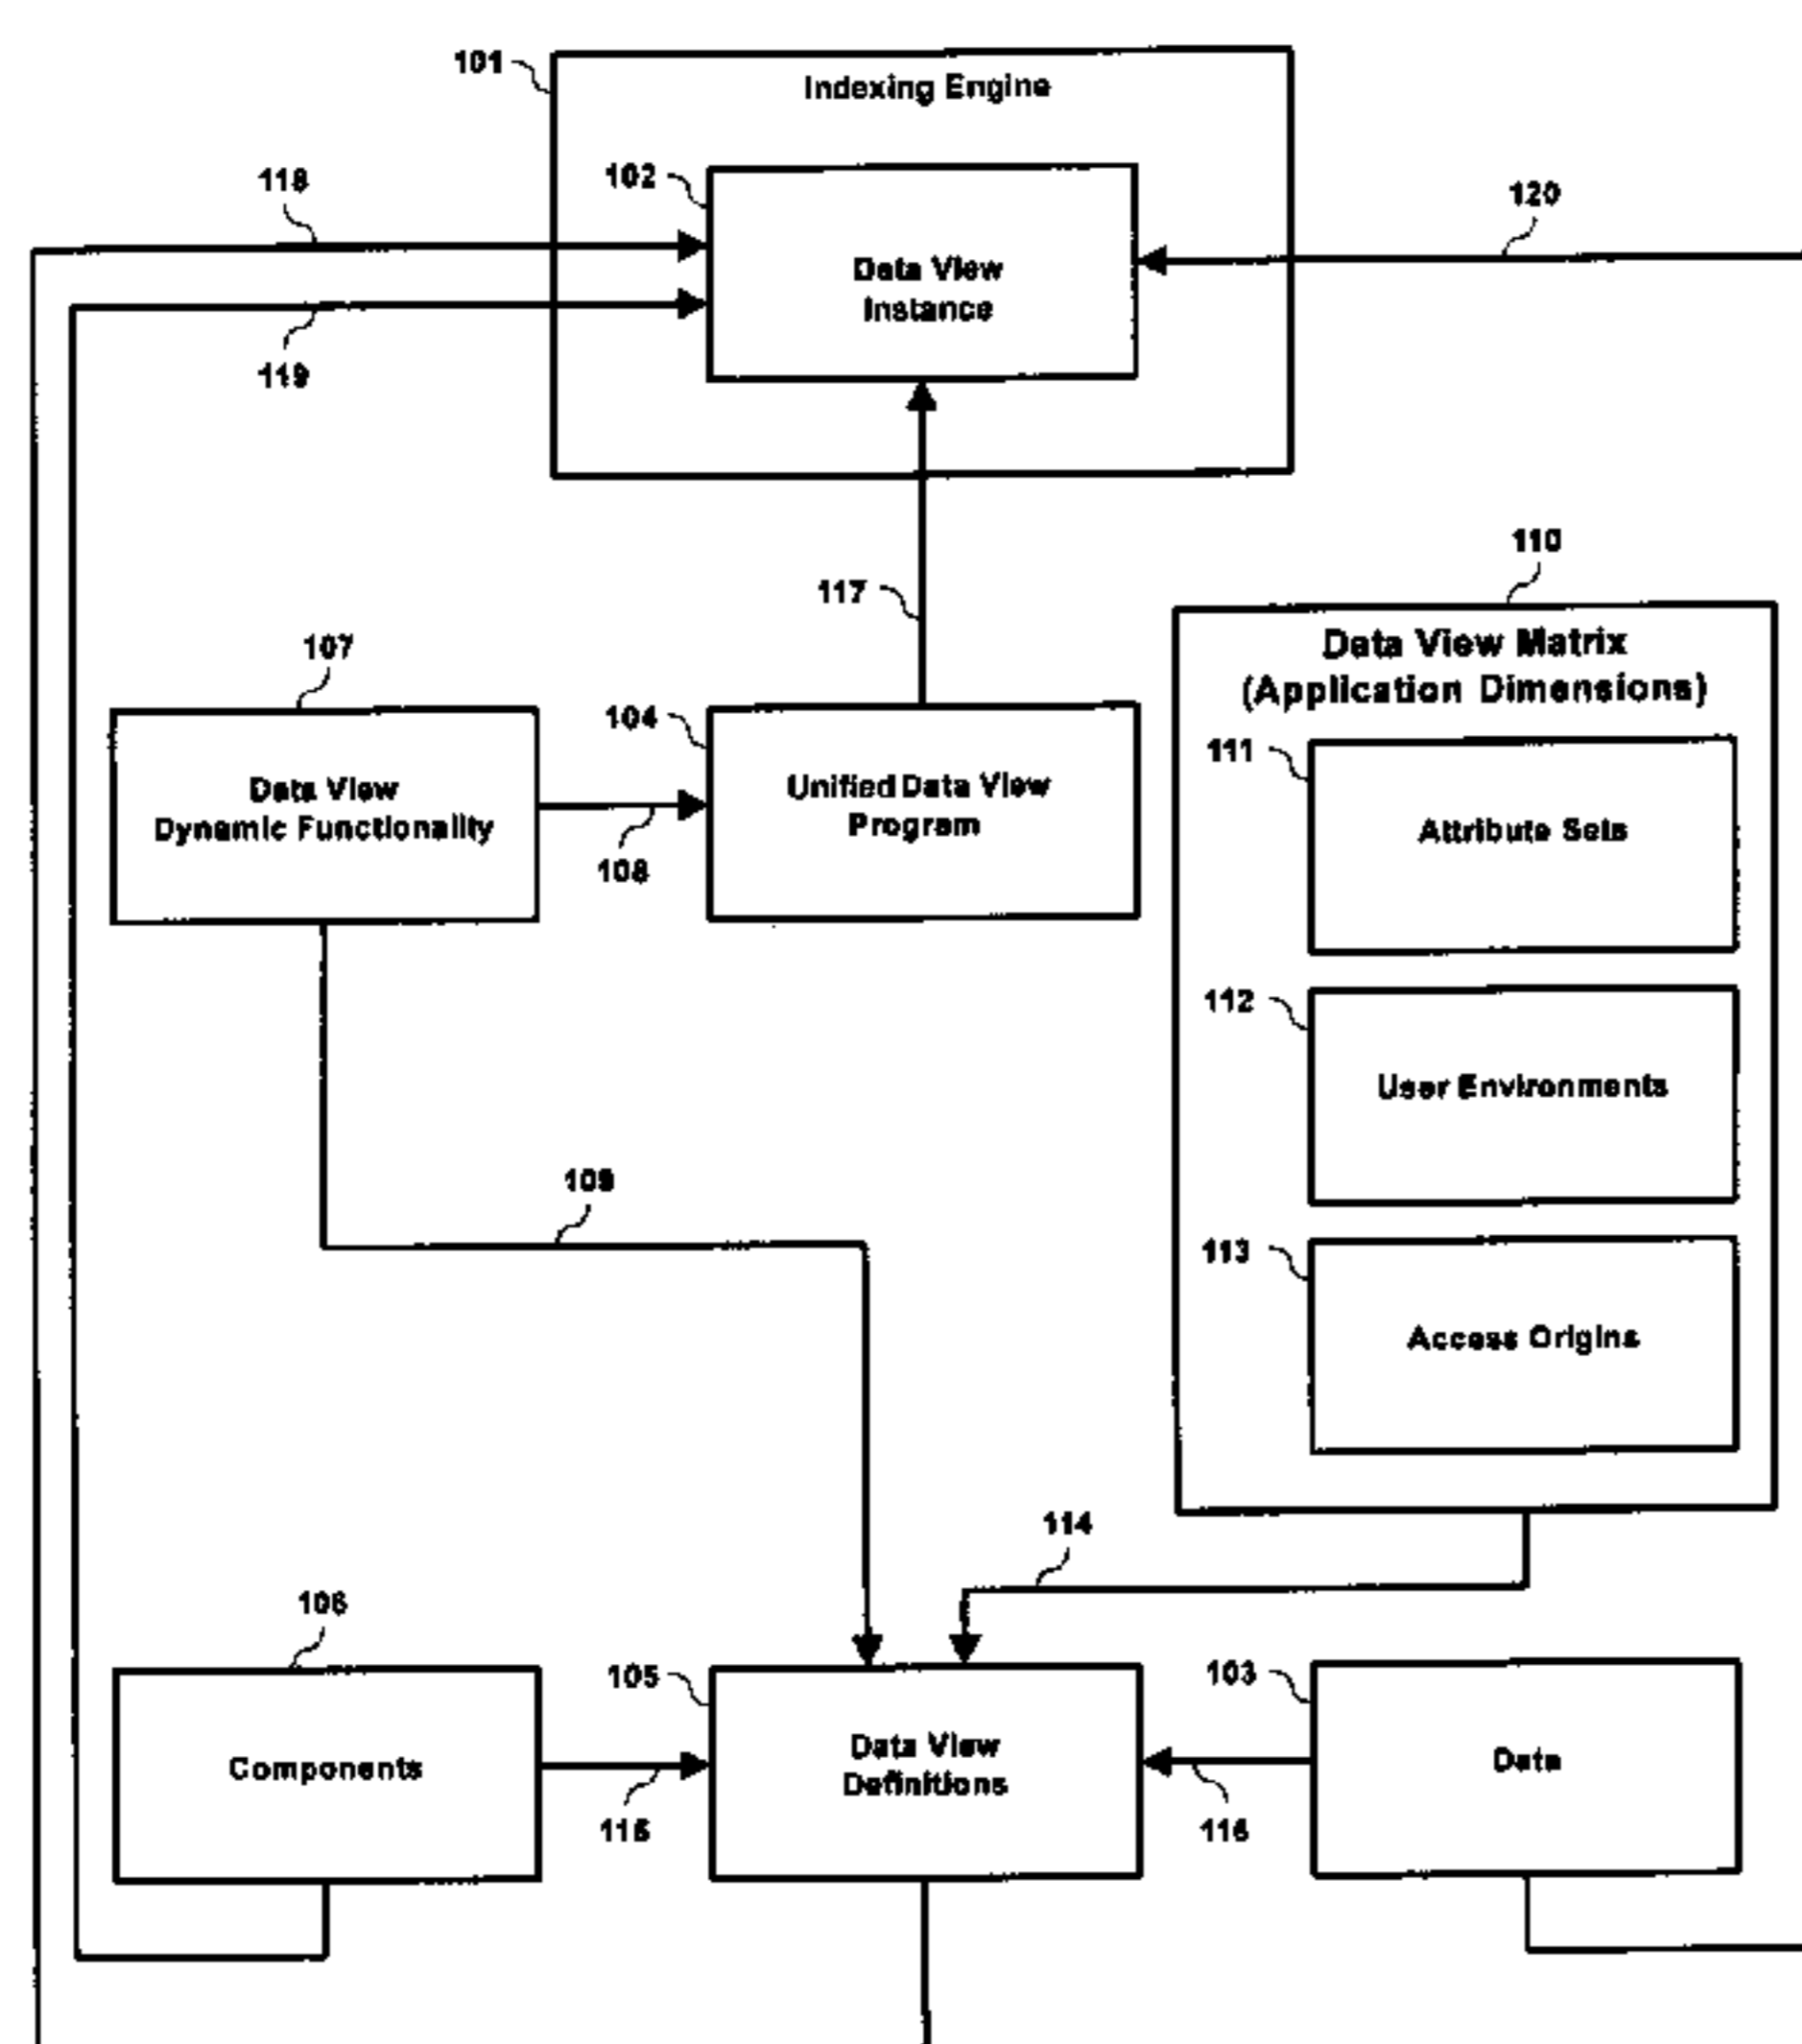 101
Indexing Engine
102
118
120
Data View
Instance
119
110
117
Data View Matrix
(Application Dimensions)
107
104
111
Data View
Dynamic Functionality
Unified Data View
Program
Attribute Sets
108
112
User Environments
109
113
Access Origins
114
106
105
103
Components
Data View
Definitions
Data
115
116